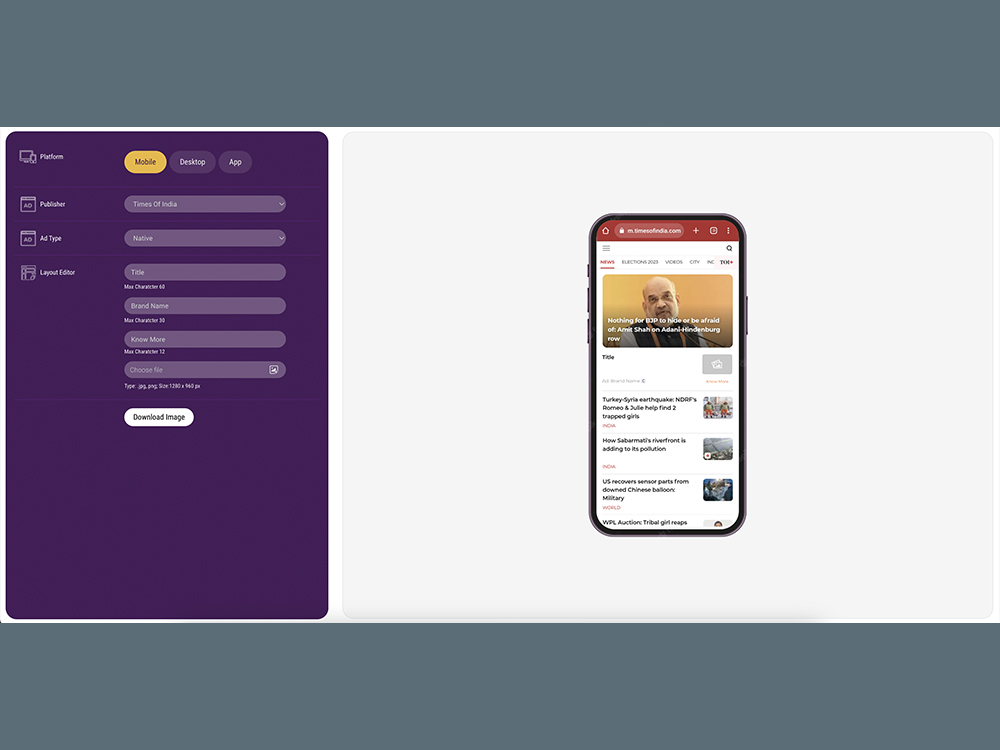 Platform
Mobile
Desktop
App
AD
Publisher
Times Of India
AD
Ad Type
Native
Layout Editor
Title
Max Charatcter 60
Brand Name
Max Charatcter 30
Know More
Max Charatcter 12
Choose file
Type: .jpg, png; Size:1280 x 960 px
Download Image
m.timesofindia.com
NEWS ELECTIONS 2023 VIDEOS CITY INC TOI+
Nothing for BJP to hide or be afraid
of: Amit Shah on Adani-Hindenburg
row
Title
Ad: Brand Name
Know More
Turkey-Syria earthquake: NDRF's
Romeo & Julie help find 2
trapped girls
INDIA
How Sabarmati's riverfront is
adding to its pollution
INDIA
US recovers sensor parts from
downed Chinese balloon:
Military
WORLD
WPL Auction: Tribal girl reaps